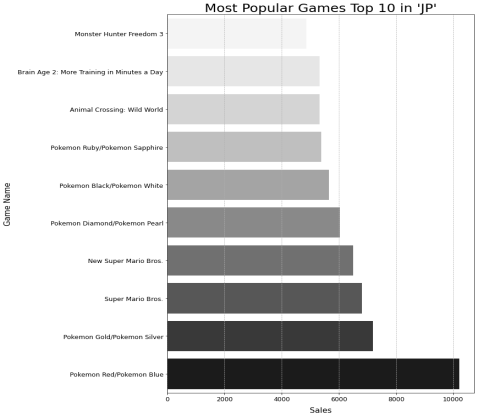 Most Popular Games Top 10 in 'JP'
Monster Hunter Freedom 3
Brain Age 2: More Training in Minutes a Day
Animal Crossing: Wild World
Pokemon Ruby/Pokemon Sapphire
Pokemon Black/Pokemon White
Pokemon Diamond/Pokemon Pearl
New Super Mario Bros.
Super Mario Bros.
Pokemon Gold/Pokemon Silver
Pokemon Red/Pokemon Blue
Game Name
0 2000 4000 6000 8000 10000
Sales